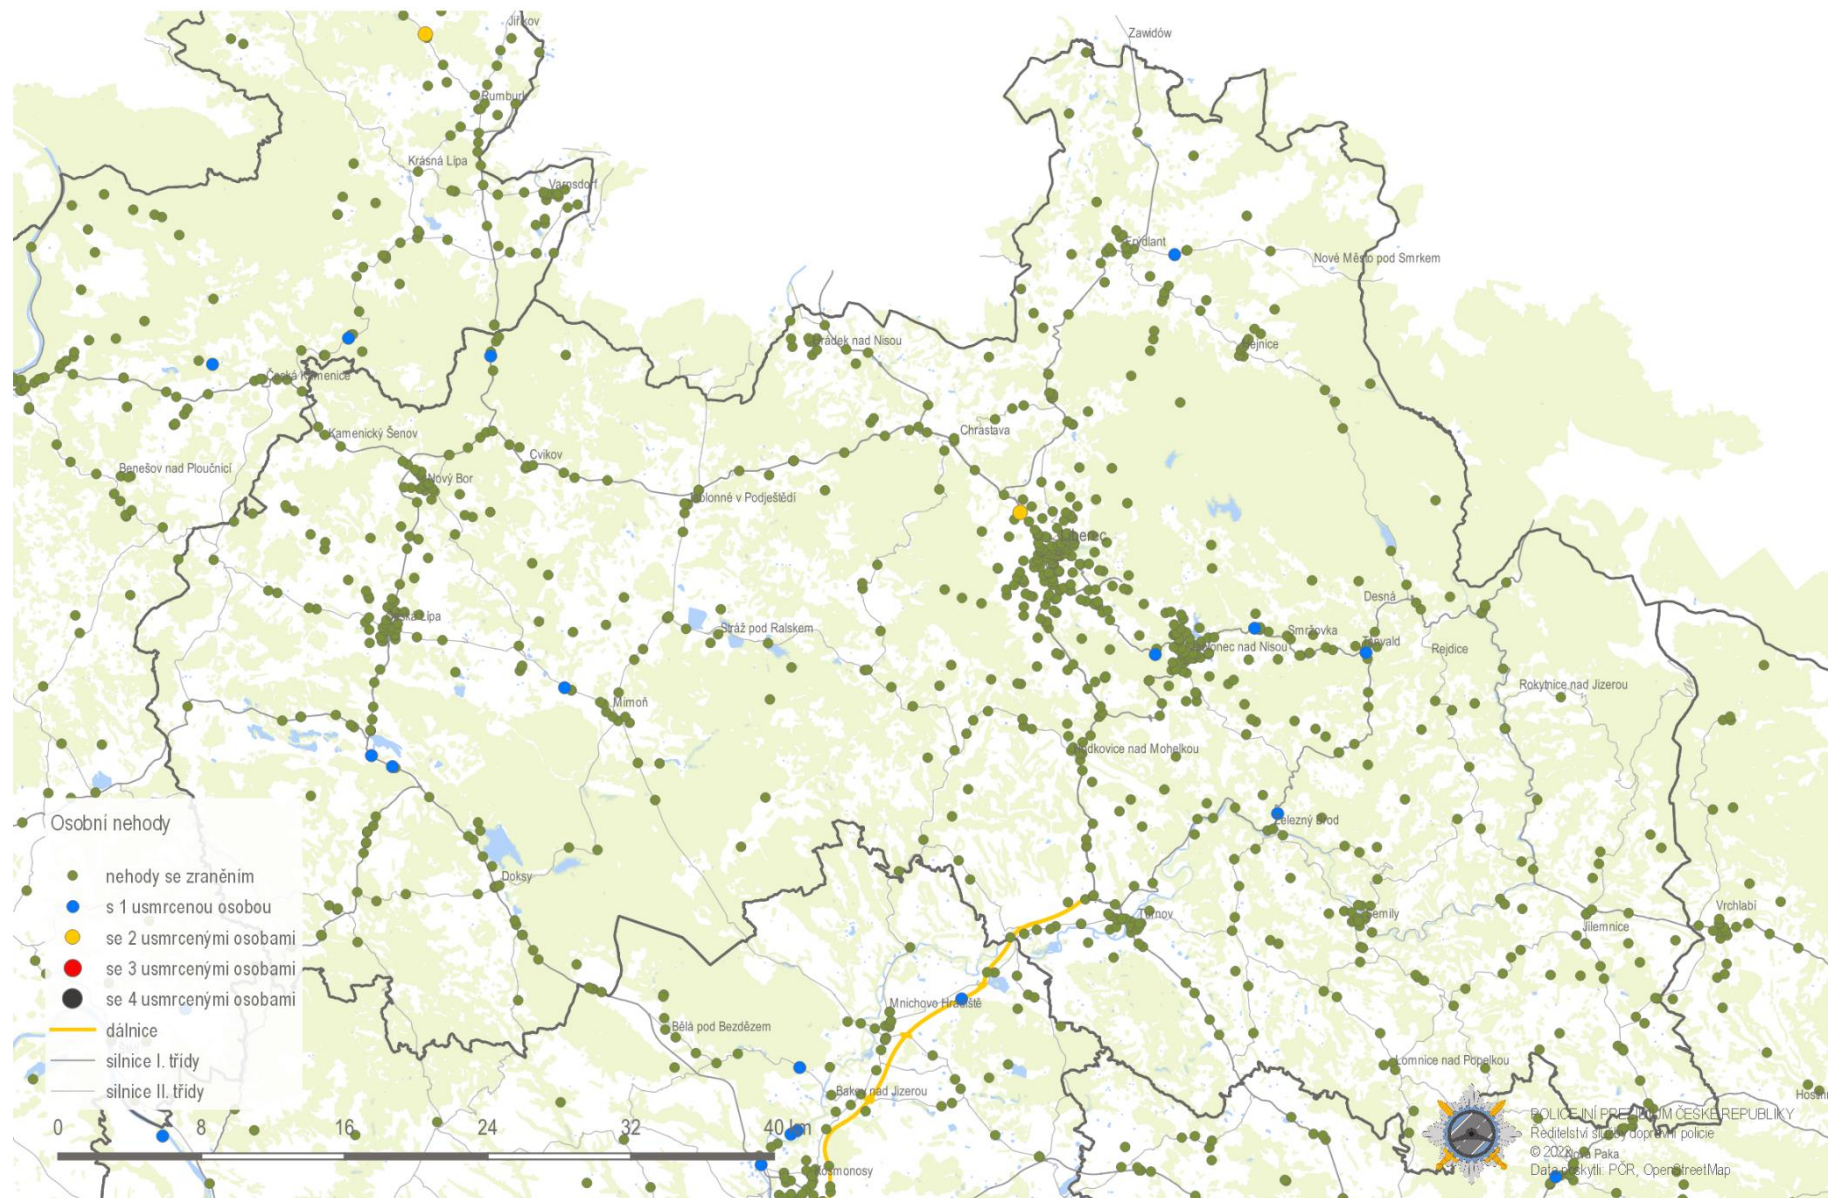 Jiříkov
Zawidów
Rumburk
Krásná Lípa
Varnsdorf
Frýdlant
Nové Město pod Smrkem
Hrádek nad Nisou
Hejnice
Česká Kamenice
Kamenický Šenov
Chrastava
Cvikov
Benešov nad Ploučnicí
Nový Bor
Jablonné v Podještědí
Liberec
Desná
Česká Lípa
Stráž pod Ralskem
Smržovka
Tanvald
Jablonec nad Nisou
Rejdice
Rokytnice nad Jizerou
Mimoň
Hodkovice nad Mohelkou
Železný Brod
Doksy
Turnov
Semily
Vrchlabí
Jilemnice
Mnichovo Hradiště
Bělá pod Bezdězem
Lomnice nad Popelkou
Bakov nad Jizerou
Kosmonosy
Nová Paka
Osobní nehody
nehody se zraněním
s 1 usmrcenou osobou
se 2 usmrcenými osobami
se 3 usmrcenými osobami
se 4 usmrcenými osobami
dálnice
silnice I. třídy
silnice II. třídy
0 8 16 24 32 40 km
POLICEJNÍ PREZIDIUM ČESKÉ REPUBLIKY
Ředitelství služby dopravní policie
Data poskytli: PČR, OpenStreetMap